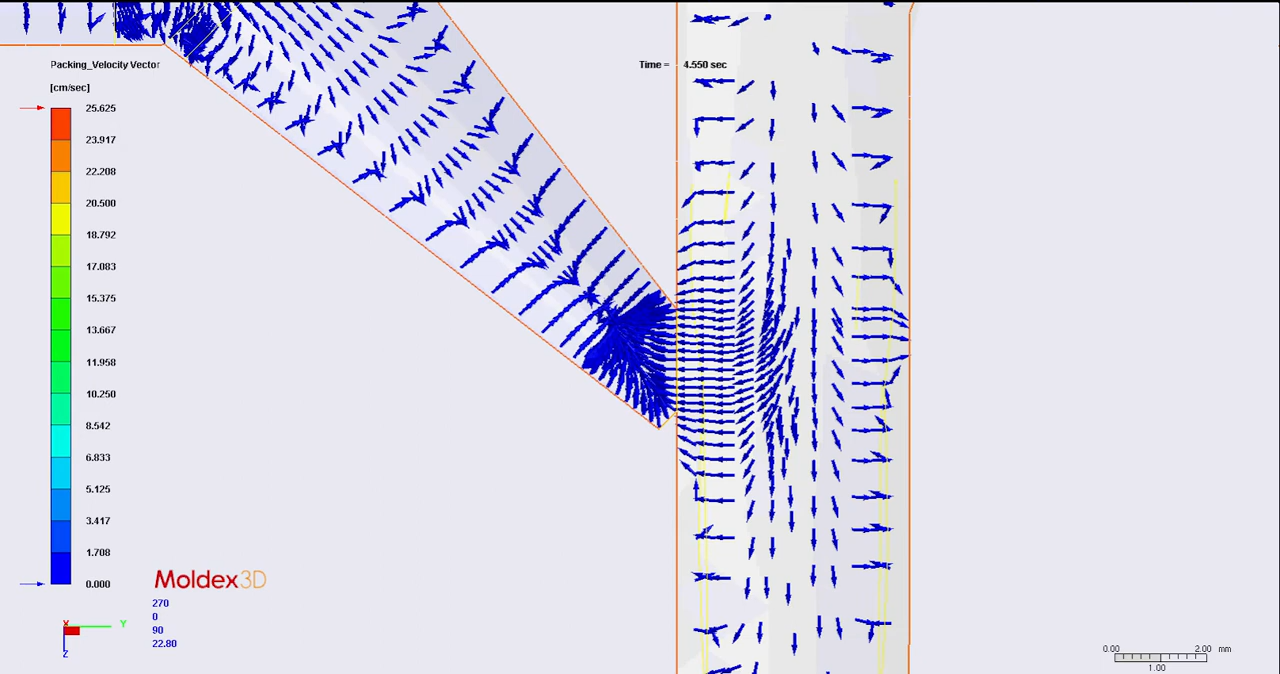 Packing_Velocity Vector
Time = 4.550 sec
[cm/sec]
25.625
23.917
22.208
20.500
18.792
17.083
15.375
13.667
11.958
10.250
8.542
6.833
5.125
3.417
1.708
0.000
Moldex3D
270
0
90
22.80
X
Y
Z
0.00 2.00 mm
1.00